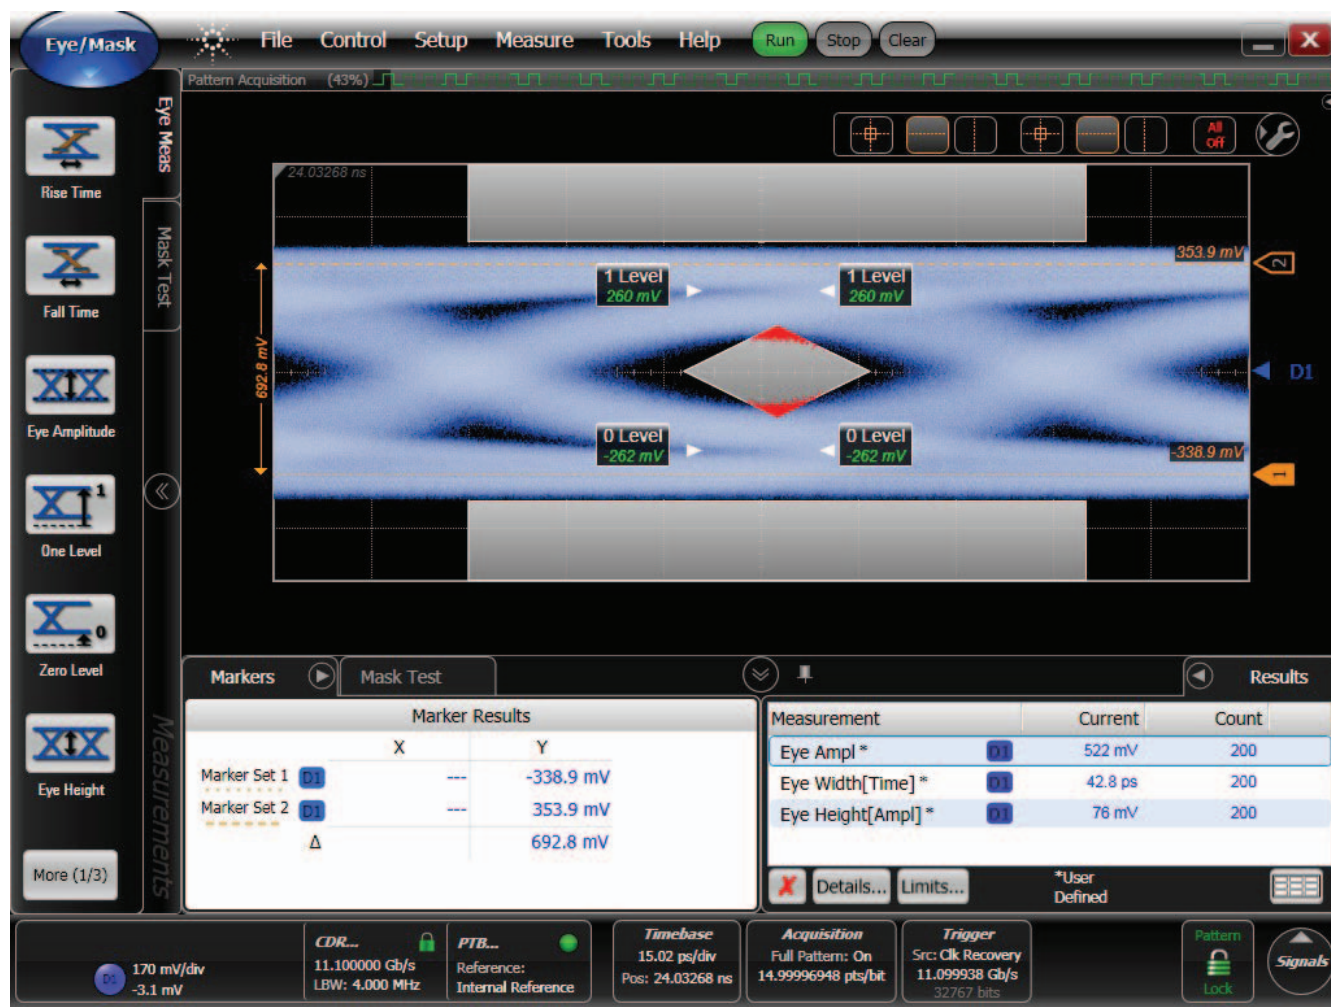 Eye/Mask
File Control Setup Measure Tools Help Run Stop Clear
Pattern Acquisition (43%)
Eye Meas
Mask Test
Measurements
Rise Time
Fall Time
Eye Amplitude
One Level
Zero Level
Eye Height
More (1/3)
All
Off
24.03268 ns
353.9 mV
2
1 Level
260 mV
1 Level
260 mV
692.8 mV
D1
0 Level
-262 mV
0 Level
-262 mV
-338.9 mV
1
Markers
Mask Test
Marker Results
X Y
Marker Set 1 D1 --- -338.9 mV
Marker Set 2 D1 --- 353.9 mV
Δ 692.8 mV
Results
Measurement Current Count
Eye Ampl * D1 522 mV 200
Eye Width[Time] * D1 42.8 ps 200
Eye Height[Ampl] * D1 76 mV 200
Details... Limits...
*User
Defined
D1
170 mV/div
-3.1 mV
CDR...
11.100000 Gb/s
LBW: 4.000 MHz
PTB...
Reference:
Internal Reference
Timebase
15.02 ps/div
Pos: 24.03268 ns
Acquisition
Full Pattern: On
14.99996948 pts/bit
Trigger
Src: Clk Recovery
11.099938 Gb/s
32767 bits
Pattern
Lock
Signals